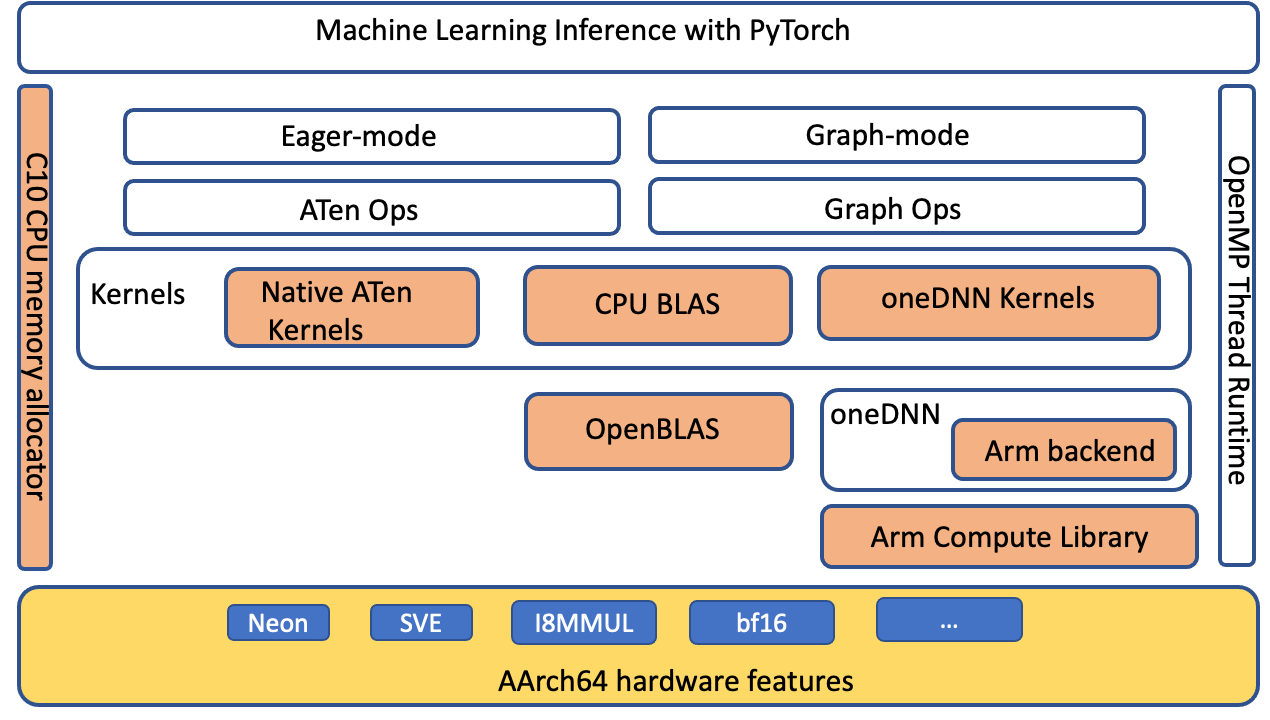 Machine Learning Inference with PyTorch
C10 CPU memory allocator
Eager-mode
Graph-mode
ATen Ops
Graph Ops
Kernels
Native ATen
Kernels
CPU BLAS
oneDNN Kernels
OpenBLAS
oneDNN
Arm backend
Arm Compute Library
OpenMP Thread Runtime
Neon
SVE
I8MMUL
bf16
...
AArch64 hardware features